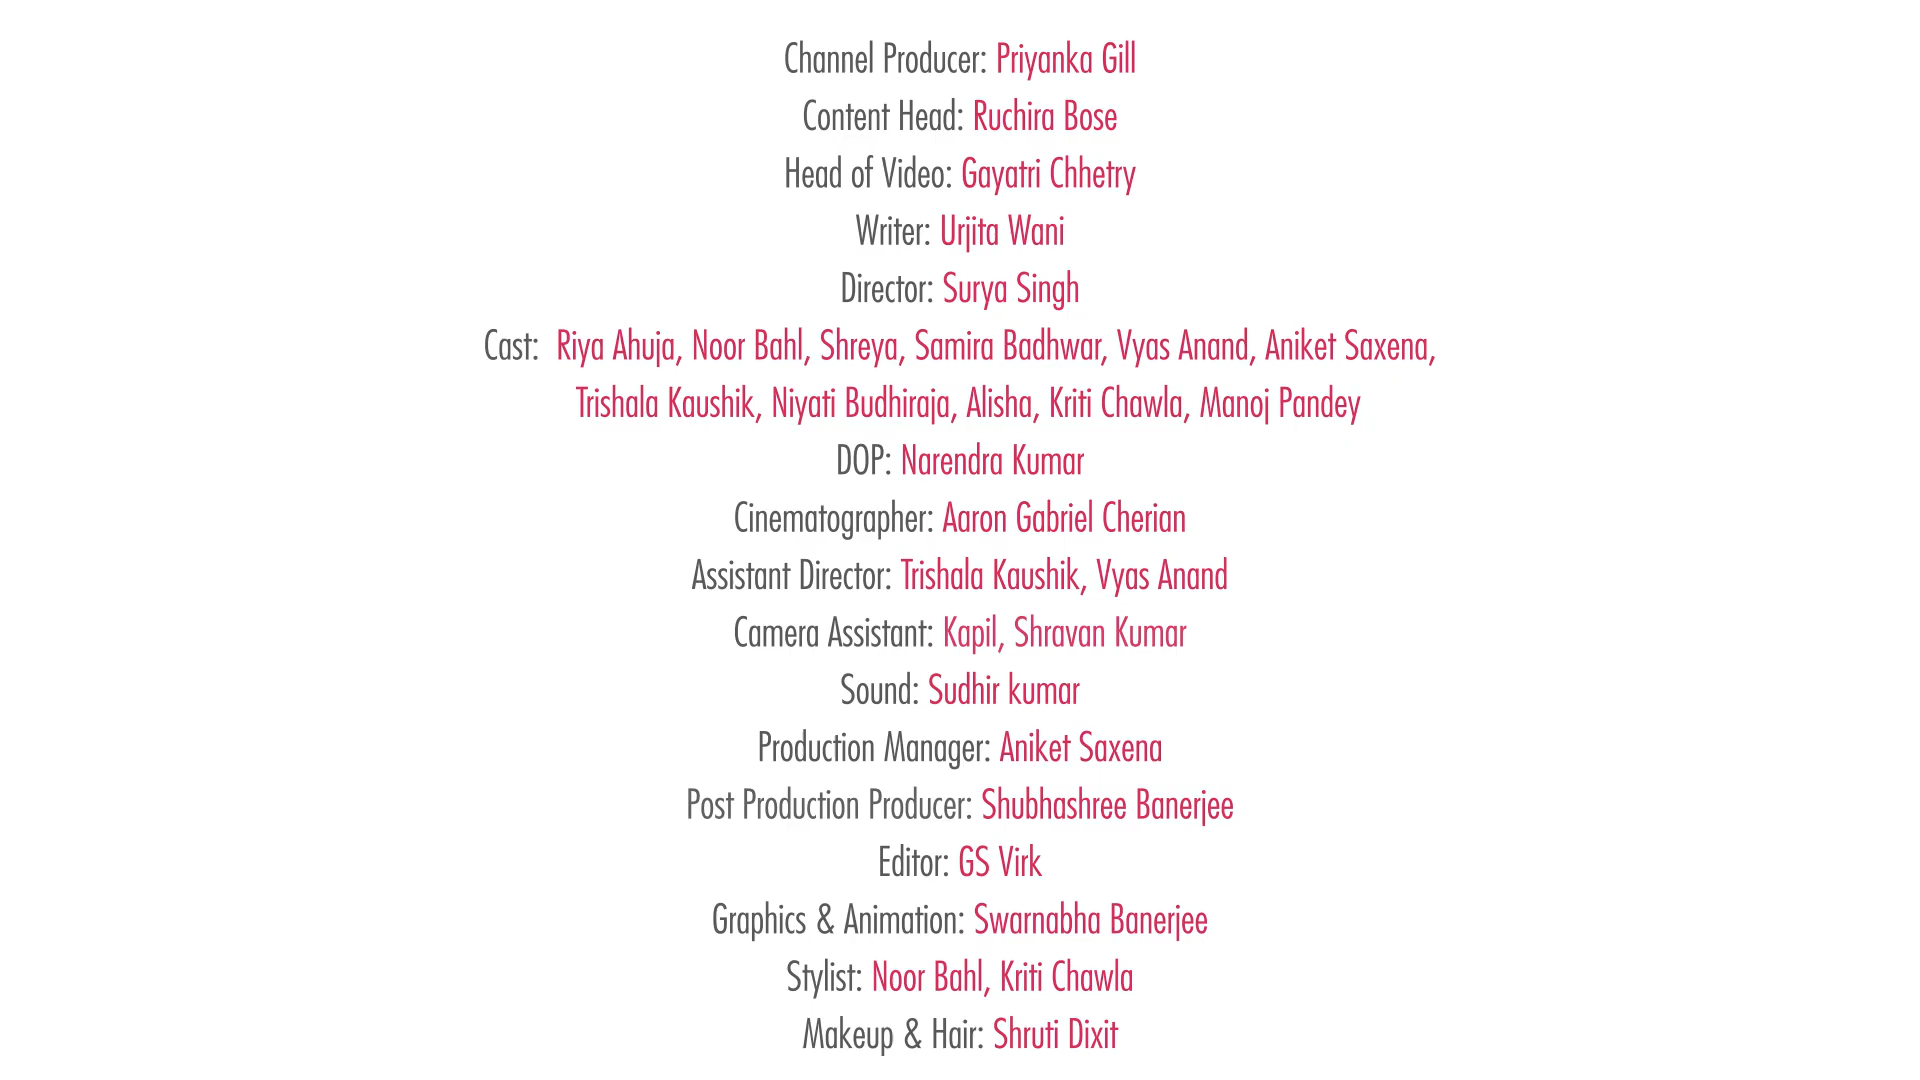 Channel Producer: Priyanka Gill
Content Head: Ruchira Bose
Head of Video: Gayatri Chhetry
Writer: Urjita Wani
Director: Surya Singh
Cast: Riya Ahuja, Noor Bahl, Shreya, Samira Badhwar, Vyas Anand, Aniket Saxena,
Trishala Kaushik, Niyati Budhiraja, Alisha, Kriti Chawla, Manoj Pandey
DOP: Narendra Kumar
Cinematographer: Aaron Gabriel Cherian
Assistant Director: Trishala Kaushik, Vyas Anand
Camera Assistant: Kapil, Shravan Kumar
Sound: Sudhir kumar
Production Manager: Aniket Saxena
Post Production Producer: Shubhashree Banerjee
Editor: GS Virk
Graphics & Animation: Swarnabha Banerjee
Stylist: Noor Bahl, Kriti Chawla
Makeup & Hair: Shruti Dixit